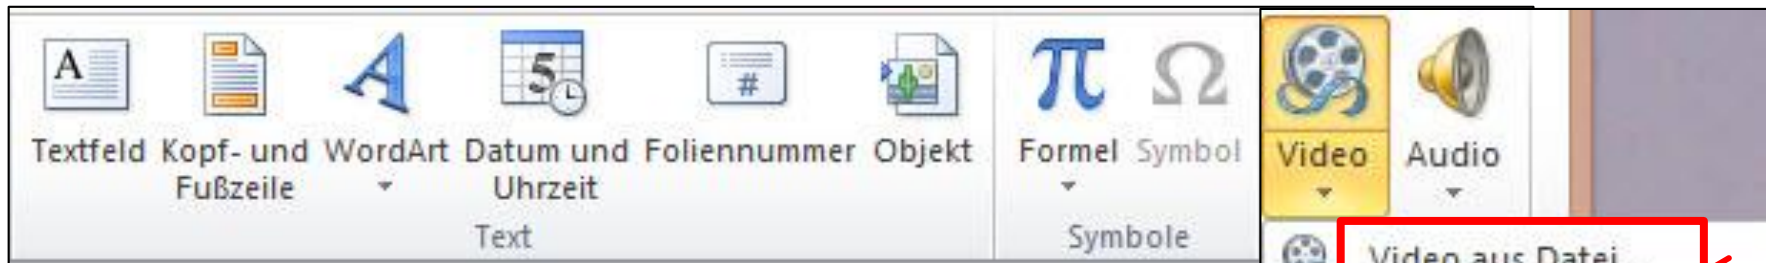 Textfeld Kopf- und Fußzeile WordArt Datum und Uhrzeit Foliennummer Objekt
Text
Formel Symbol
Symbole
Video Audio
Video aus Datei...
A
A
5
#
π Ω